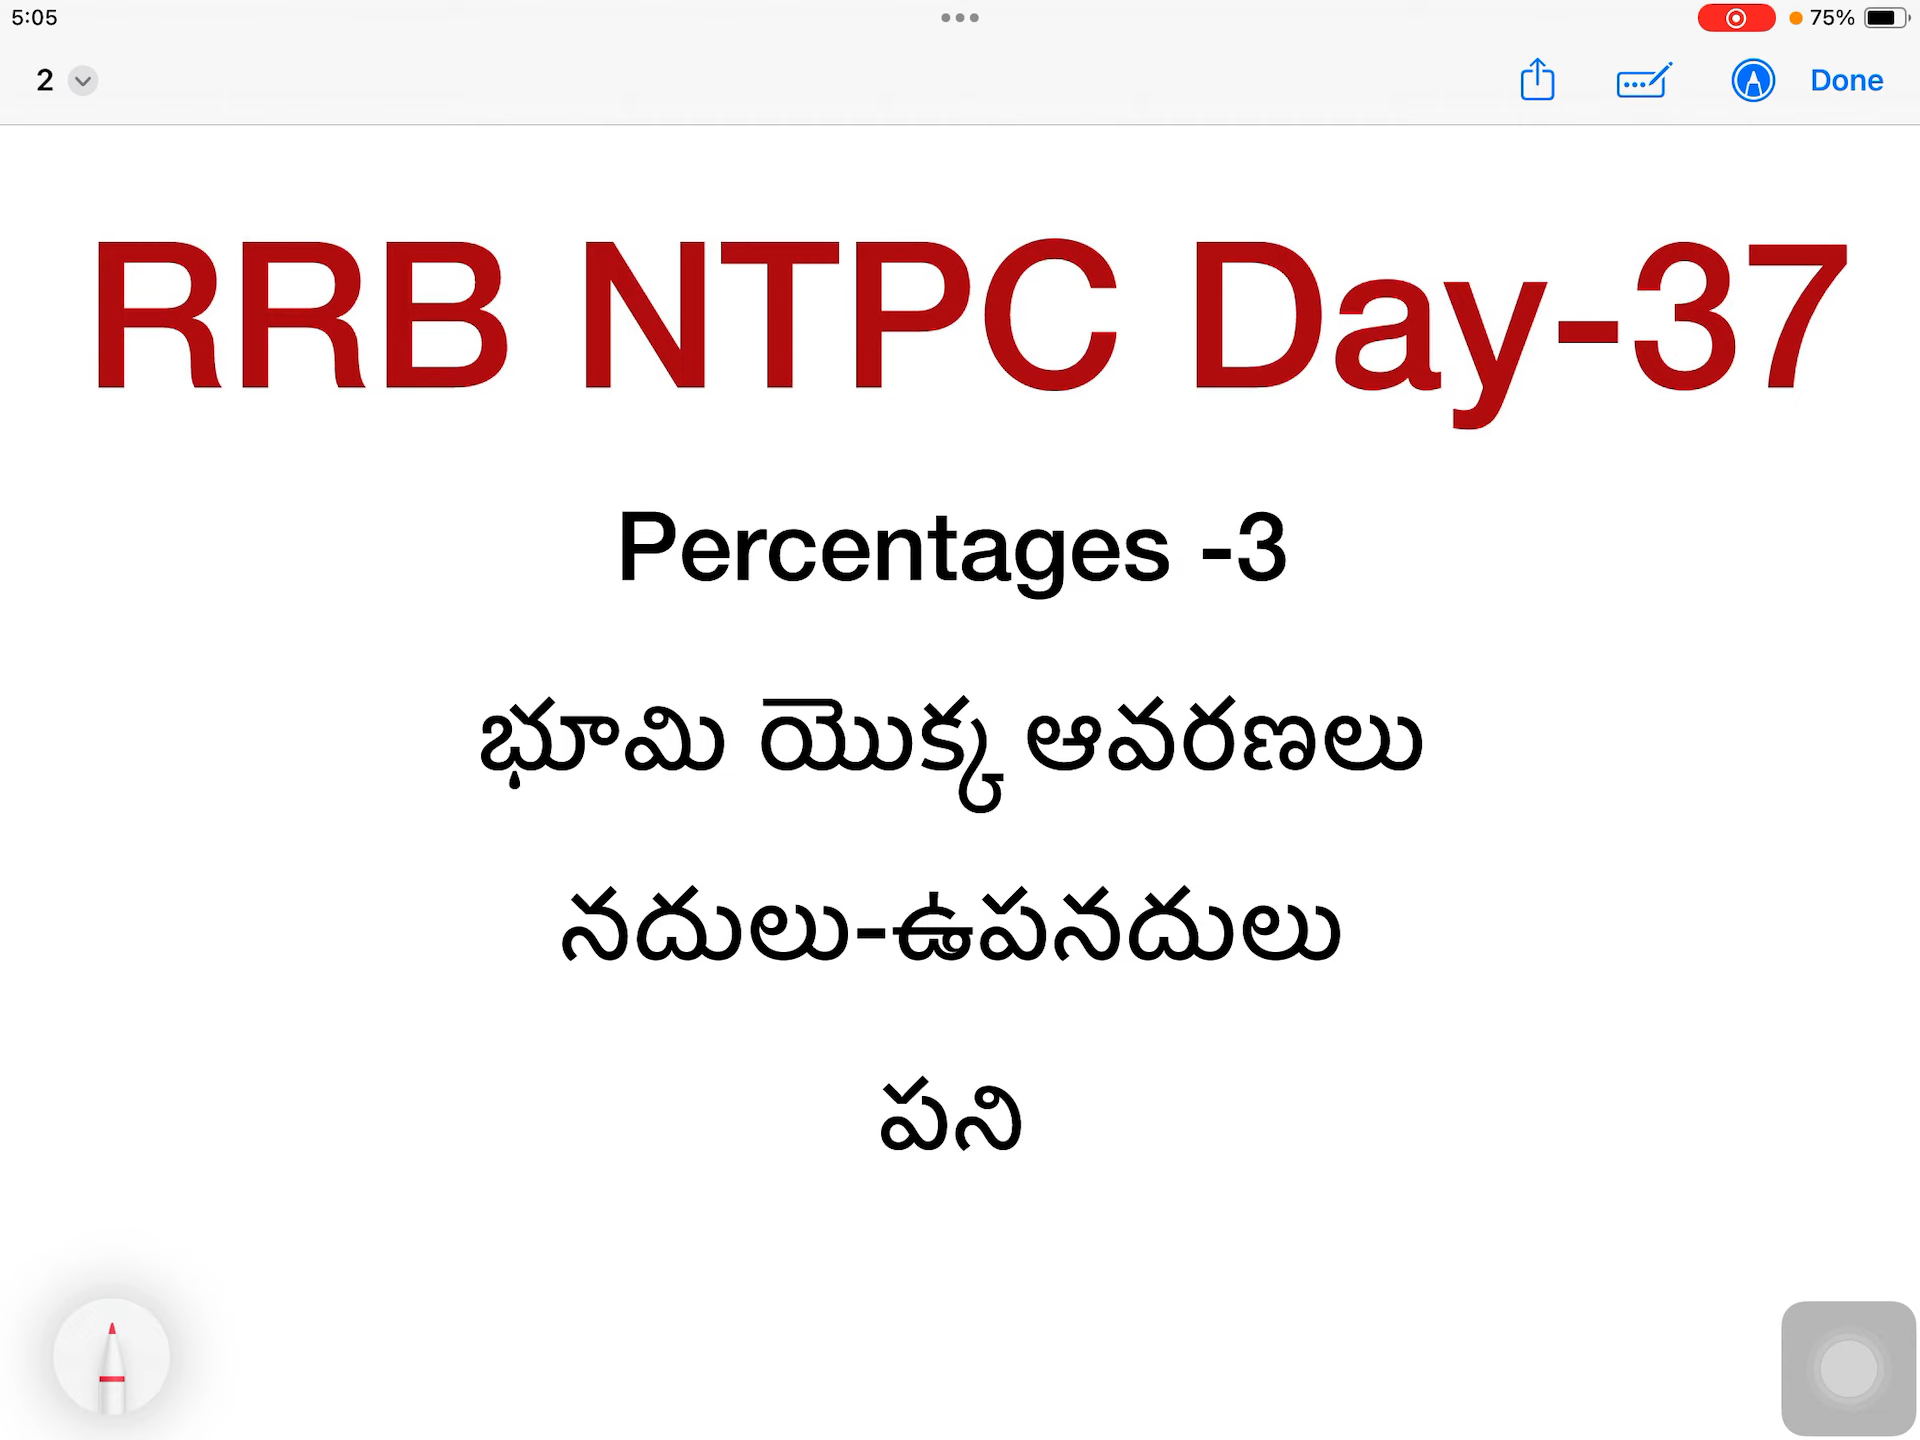 5:05
75%
2
Done
RRB NTPC Day-37
Percentages -3
భూమి యొక్క ఆవరణలు
నదులు-ఉపనదులు
పని